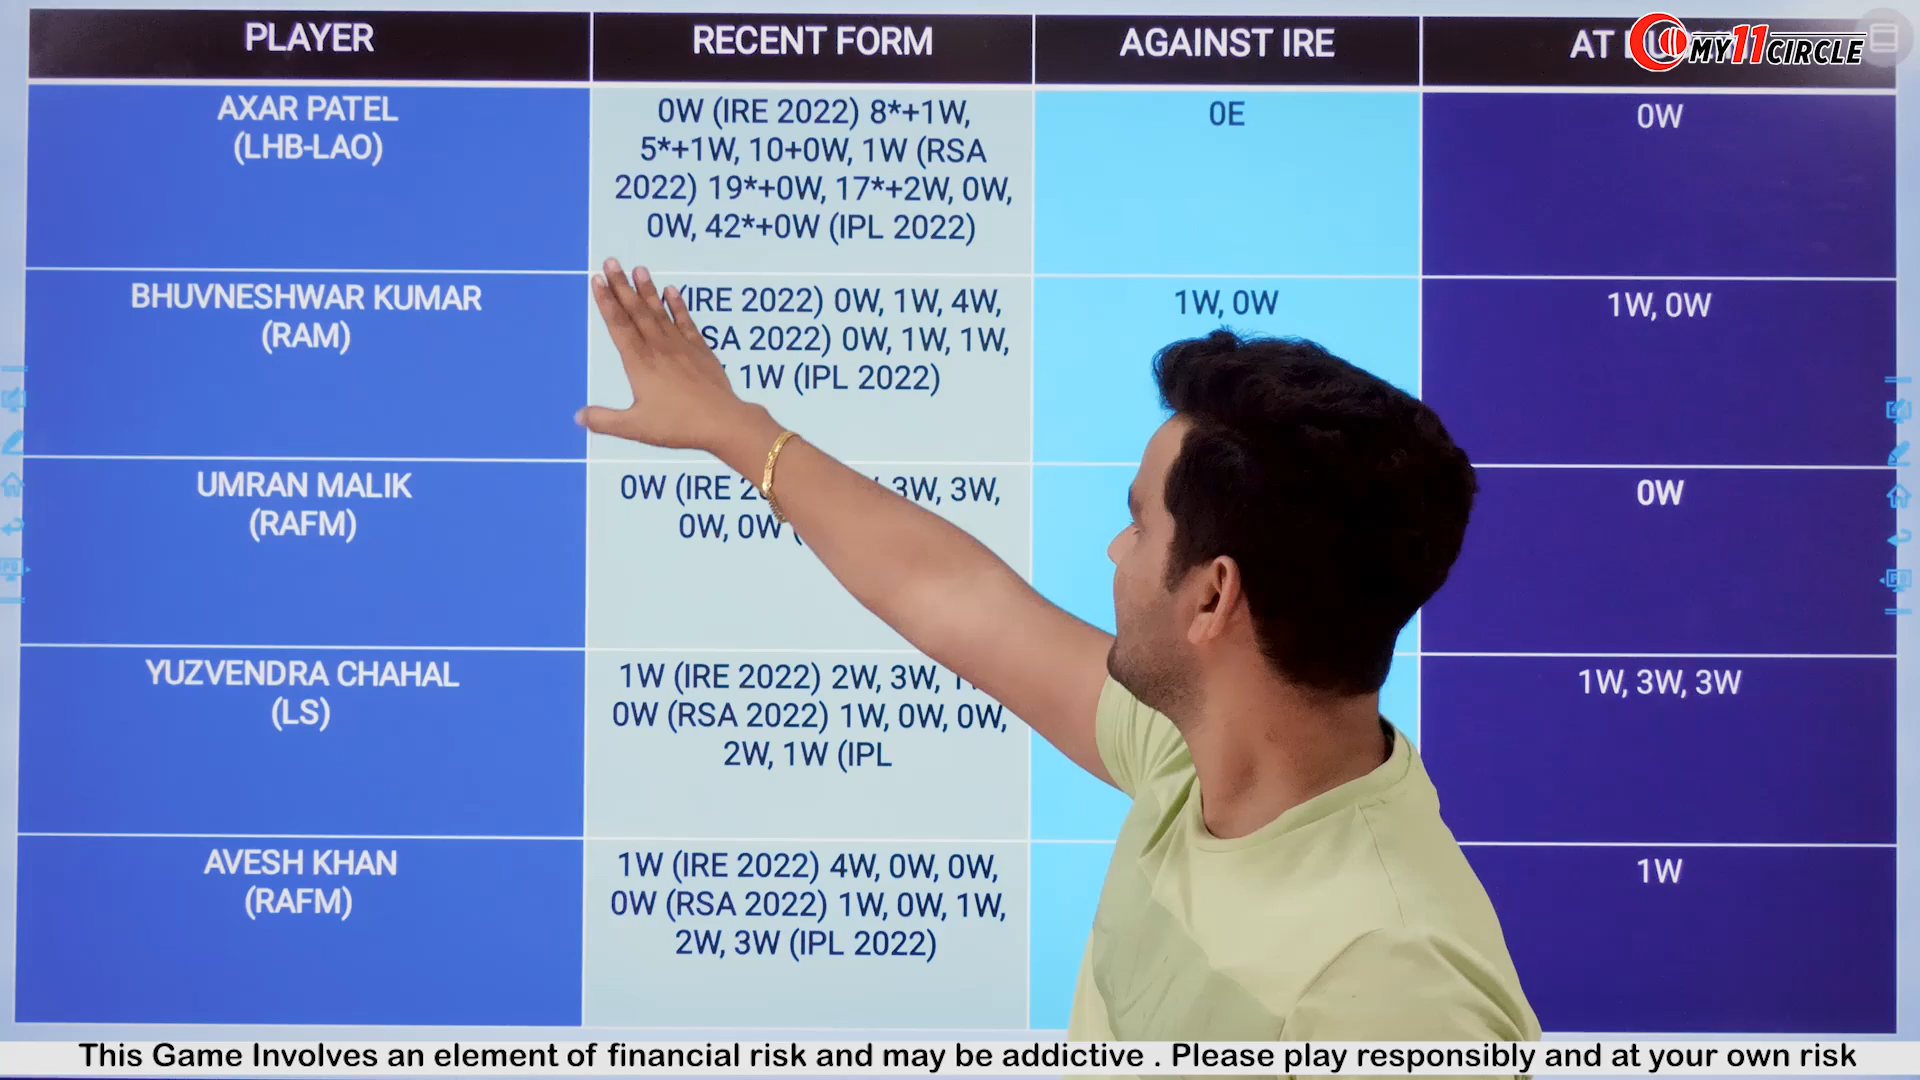 PLAYER
RECENT FORM
AGAINST IRE
AT
MY11CIRCLE
AXAR PATEL
(LHB-LAO)
0W (IRE 2022) 8*+1W,
5*+1W, 10+0W, 1W (RSA
2022) 19*+0W, 17*+2W, 0W,
0W, 42*+0W (IPL 2022)
0E
0W
BHUVNESHWAR KUMAR
(RAM)
(IRE 2022) 0W, 1W, 4W,
2022) 0W, 1W, 1W,
1W (IPL 2022)
1W, 0W
1W, 0W
UMRAN MALIK
(RAFM)
0W (IRE 3W, 3W,
0W, 0W
0W
YUZVENDRA CHAHAL
(LS)
1W (IRE 2022) 2W, 3W,
0W (RSA 2022) 1W, 0W, 0W,
2W, 1W (IPL
1W, 3W, 3W
AVESH KHAN
(RAFM)
1W (IRE 2022) 4W, 0W, 0W,
0W (RSA 2022) 1W, 0W, 1W,
2W, 3W (IPL 2022)
1W
This Game Involves an element of financial risk and may be addictive . Please play responsibly and at your own risk